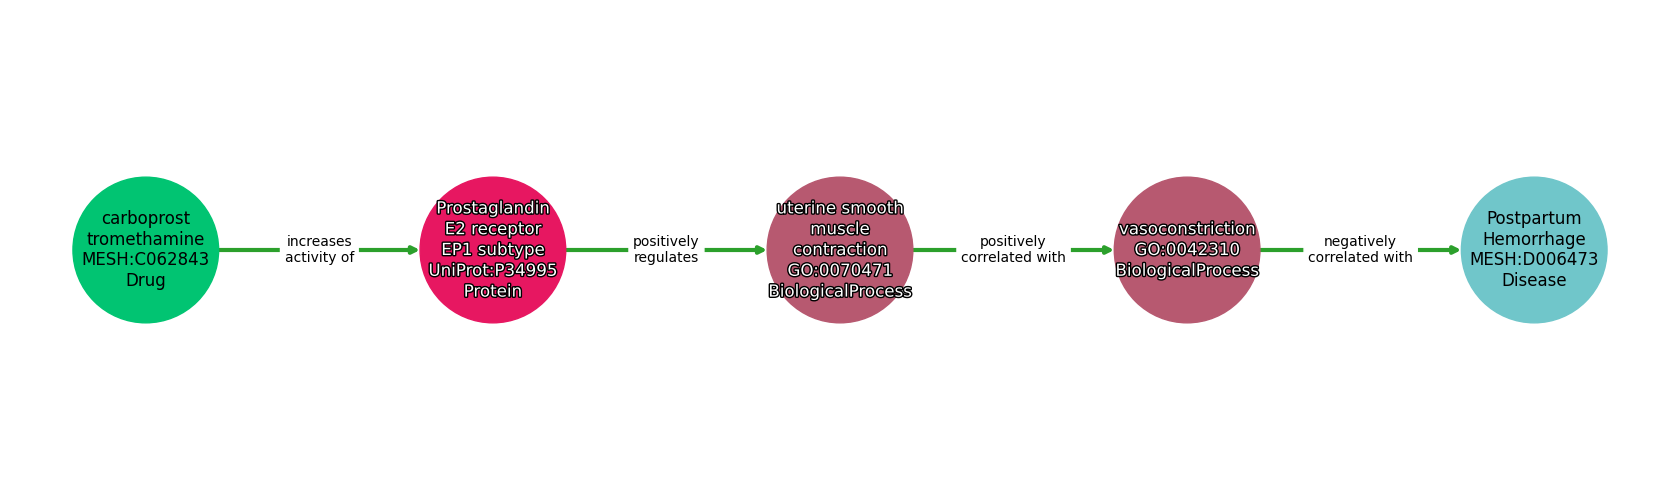 carboprost
tromethamine
MESH:C062843
Drug
increases
activity of
Prostaglandin
E2 receptor
EP1 subtype
UniProt:P34995
Protein
positively
regulates
uterine smooth
muscle
contraction
GO:0070471
BiologicalProcess
positively
correlated with
vasoconstriction
GO:0042310
BiologicalProcess
negatively
correlated with
Postpartum
Hemorrhage
MESH:D006473
Disease